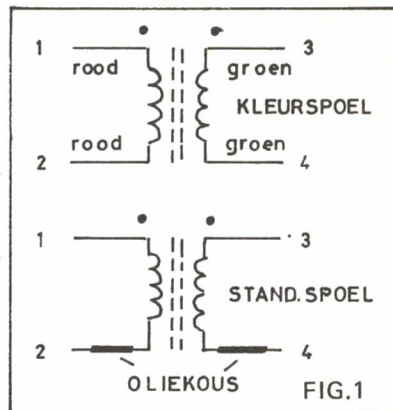 1 3
rood groen
KLEURSPOEL
rood groen
2 4
1 3
STAND.SPOEL
2 4
OLIEKOUS
FIG.1